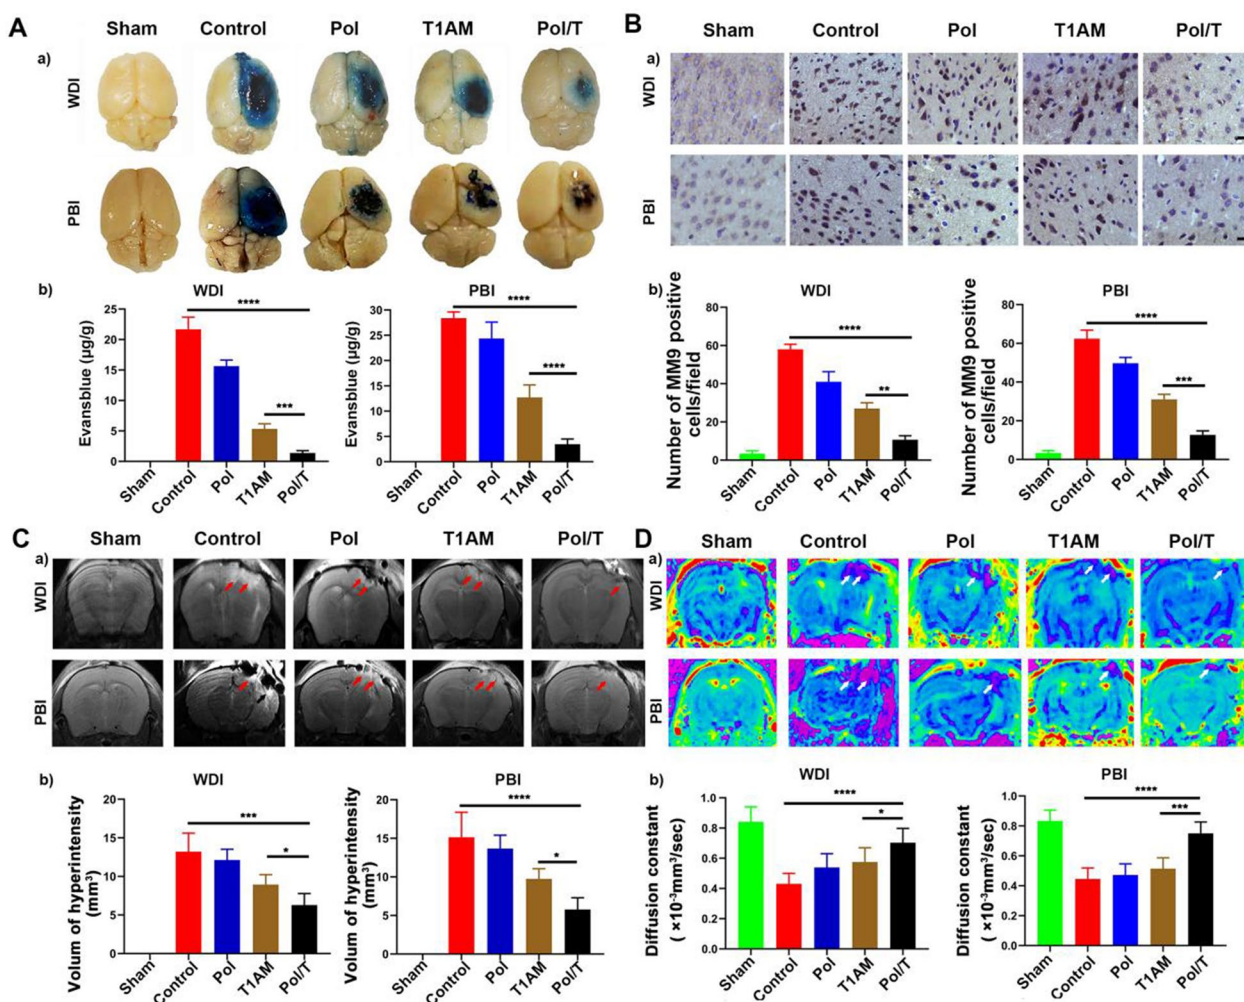 A
Sham Control Pol T1AM Pol/T
a)
WDI
PBI
b)
WDI
Evansblue (µg/g)
25
20
15
10
5
0
****
***
Sham Control Pol T1AM Pol/T
PBI
Evansblue (µg/g)
30
25
20
15
10
5
0
****
****
Sham Control Pol T1AM Pol/T
B
Sham Control Pol T1AM Pol/T
a)
WDI
PBI
b)
WDI
Number of MM9 positive
cells/field
80
60
40
20
0
****
**
Sham Control Pol T1AM Pol/T
PBI
Number of MM9 positive
cells/field
80
60
40
20
0
****
***
Sham Control Pol T1AM Pol/T
C
Sham Control Pol T1AM Pol/T
a)
WDI
PBI
b)
WDI
Volum of hyperintensity
(mm³)
20
15
10
5
0
***
*
Sham Control Pol T1AM Pol/T
PBI
Volum of hyperintensity
(mm³)
20
15
10
5
0
****
*
Sham Control Pol T1AM Pol/T
D
Sham Control Pol T1AM Pol/T
a)
WDI
PBI
b)
WDI
Diffusion constant
( ×10⁻³mm³/sec)
1.0
0.8
0.6
0.4
0.2
0.0
****
*
Sham Control Pol T1AM Pol/T
PBI
Diffusion constant
( ×10⁻³mm³/sec)
1.0
0.8
0.6
0.4
0.2
0.0
****
***
Sham Control Pol T1AM Pol/T